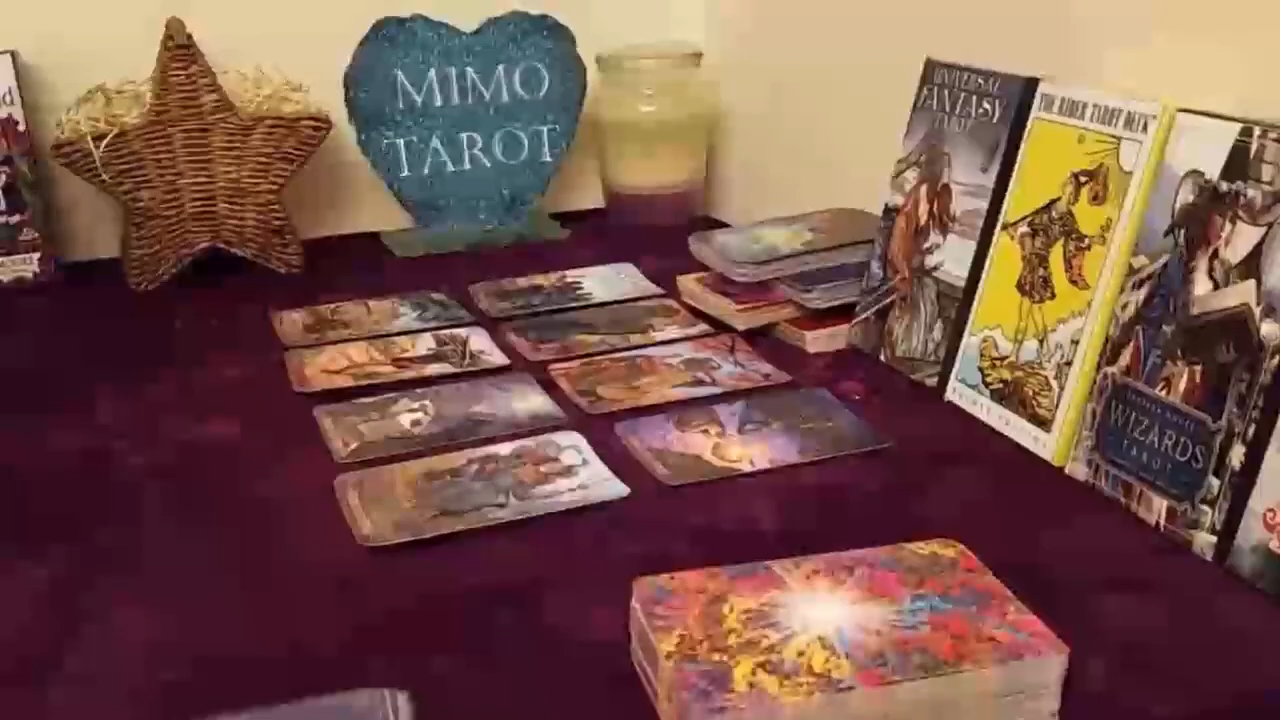 MIMO
TAROT
UNIVERSAL
FANTASY
TAROT
THE RIDER TAROT DECK
WIZARDS
TAROT